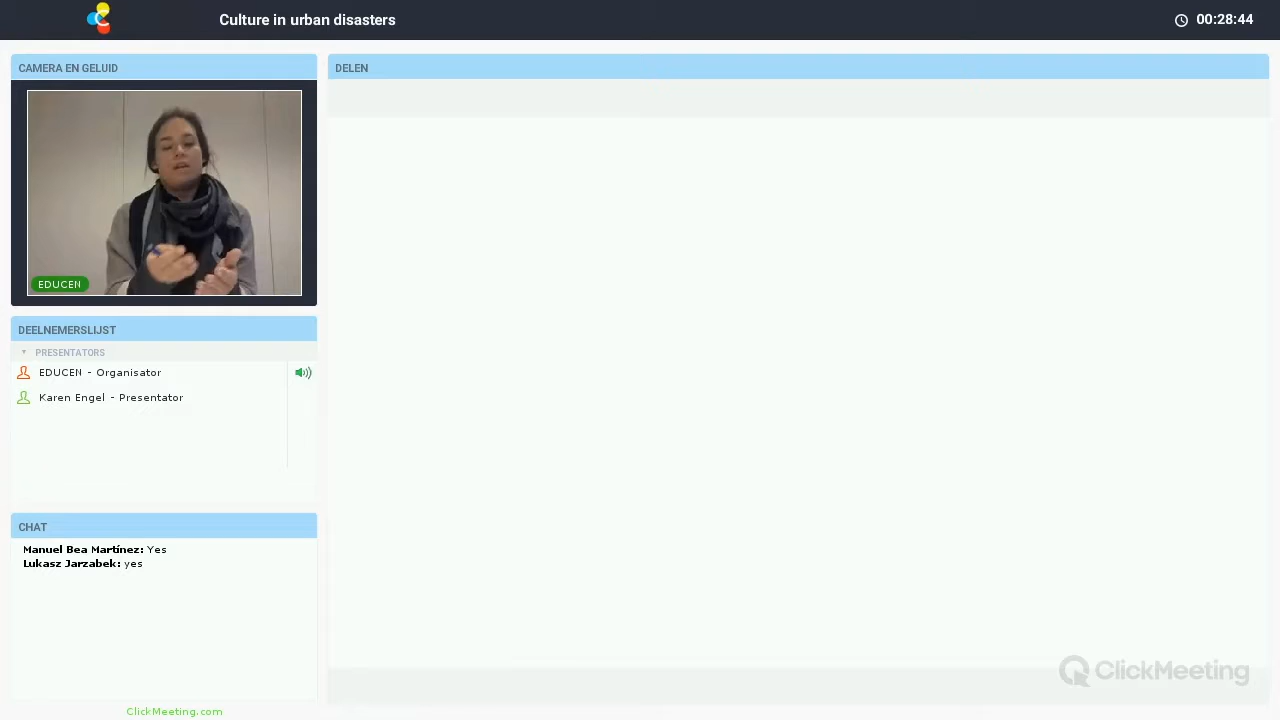 Culture in urban disasters
00:28:44
CAMERA EN GELUID
DELEN
EDUCEN
DEELNEMERSLIJST
PRESENTATORS
EDUCEN - Organisator
Karen Engel - Presentator
CHAT
Manuel Bea Martínez: Yes
Lukasz Jarzabek: yes
ClickMeeting
ClickMeeting.com